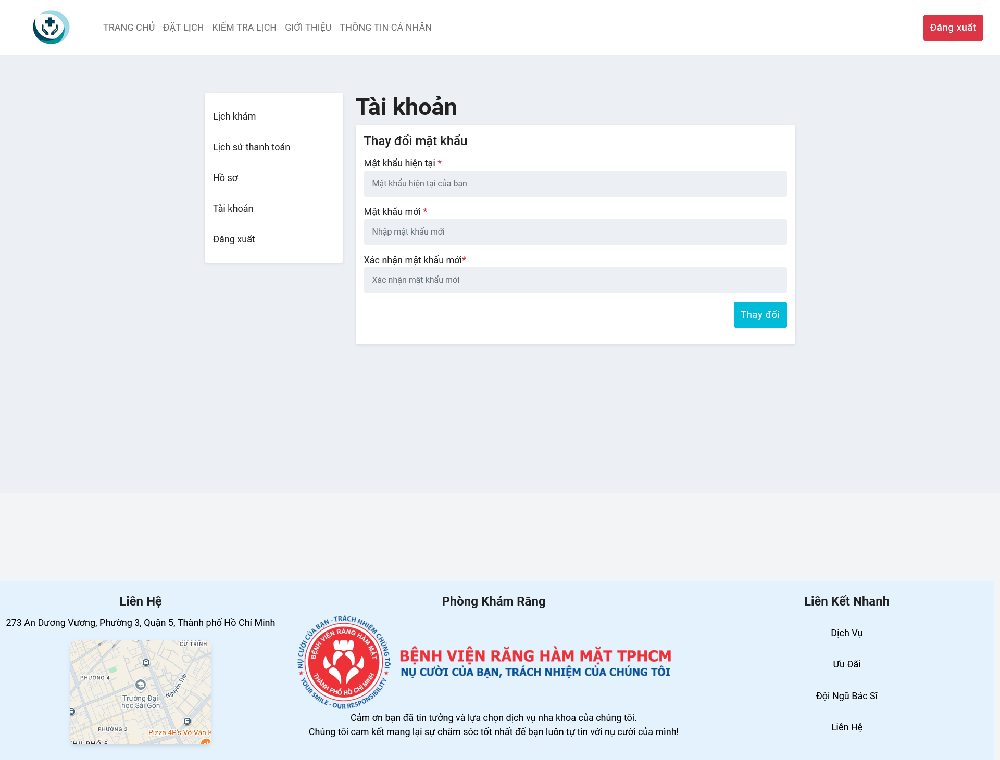 TRANG CHỦ ĐẶT LỊCH KIỂM TRA LỊCH GIỚI THIỆU THÔNG TIN CÁ NHÂN Đăng xuất
Lịch khám
Lịch sử thanh toán
Hồ sơ
Tài khoản
Đăng xuất
Tài khoản
Thay đổi mật khẩu
Mật khẩu hiện tại *
Mật khẩu hiện tại của bạn
Mật khẩu mới *
Nhập mật khẩu mới
Xác nhận mật khẩu mới*
Xác nhận mật khẩu mới
Thay đổi
Liên Hệ
273 An Dương Vương, Phường 3, Quận 5, Thành phố Hồ Chí Minh
CƯ TRINH
PHƯỜNG 4
Nguyễn Trãi
Trường Đại
học Sài Gòn
PHƯỜNG 2
Pizza 4P's Võ Văn K
KHU PHỐ 5
Phòng Khám Răng
NỤ CƯỜI CỦA BẠN - TRÁCH NHIỆM CHÚNG TÔI
BỆNH VIỆN RĂNG HÀM MẶT
THÀNH PHỐ HỒ CHÍ MINH
YOUR SMILE - OUR RESPONSIBILITY
BỆNH VIỆN RĂNG HÀM MẶT TPHCM
NỤ CƯỜI CỦA BẠN, TRÁCH NHIỆM CỦA CHÚNG TÔI
Cảm ơn bạn đã tin tưởng và lựa chọn dịch vụ nha khoa của chúng tôi.
Chúng tôi cam kết mang lại sự chăm sóc tốt nhất để bạn luôn tự tin với nụ cười của mình!
Liên Kết Nhanh
Dịch Vụ
Ưu Đãi
Đội Ngũ Bác Sĩ
Liên Hệ